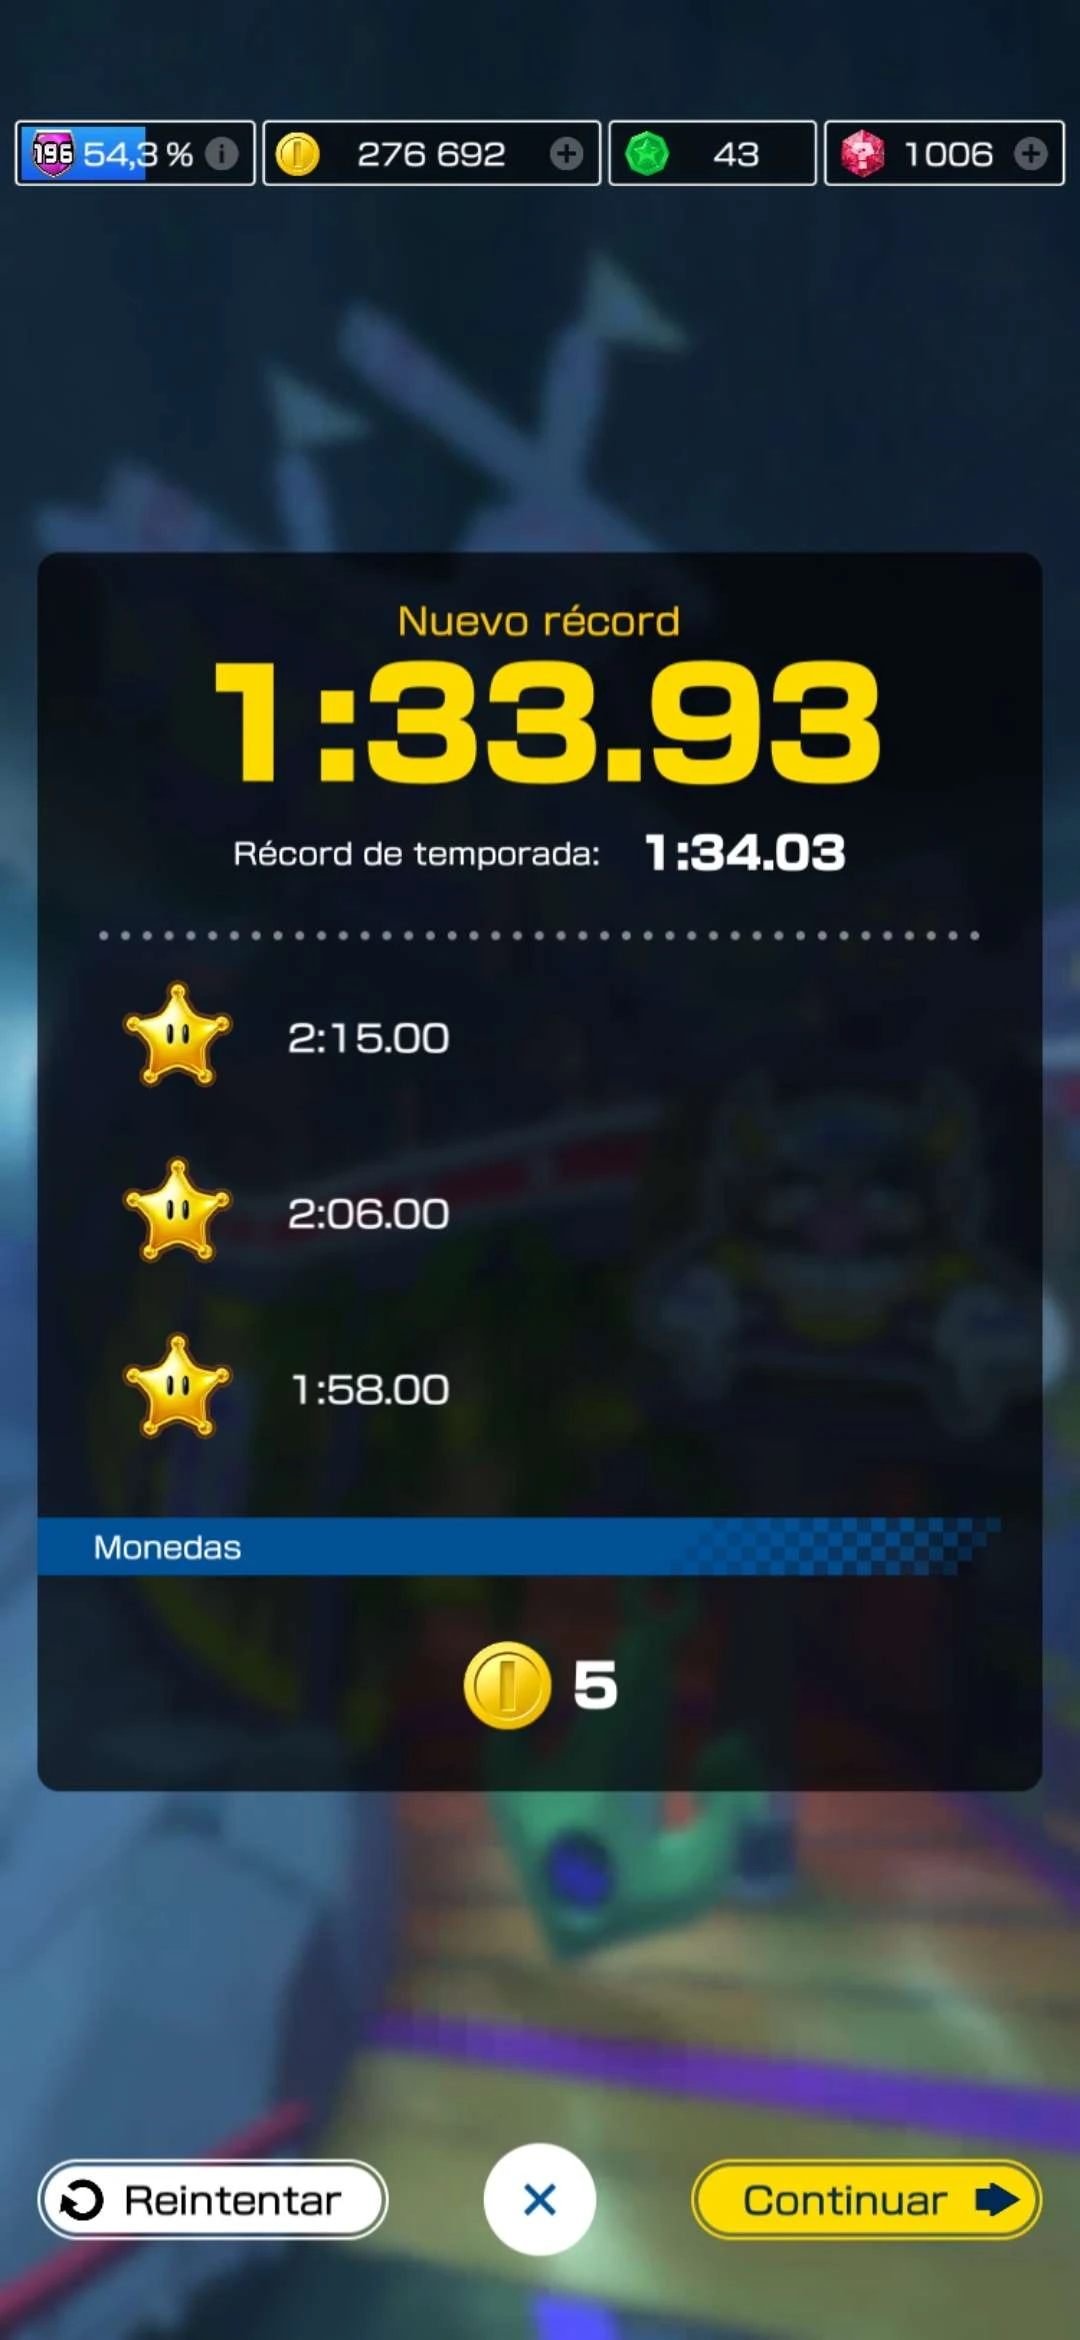 196 54,3 % i 276 692 + 43 1006 +
Nuevo récord
1:33.93
Récord de temporada: 1:34.03
2:15.00
2:06.00
1:58.00
Monedas
5
Reintentar × Continuar